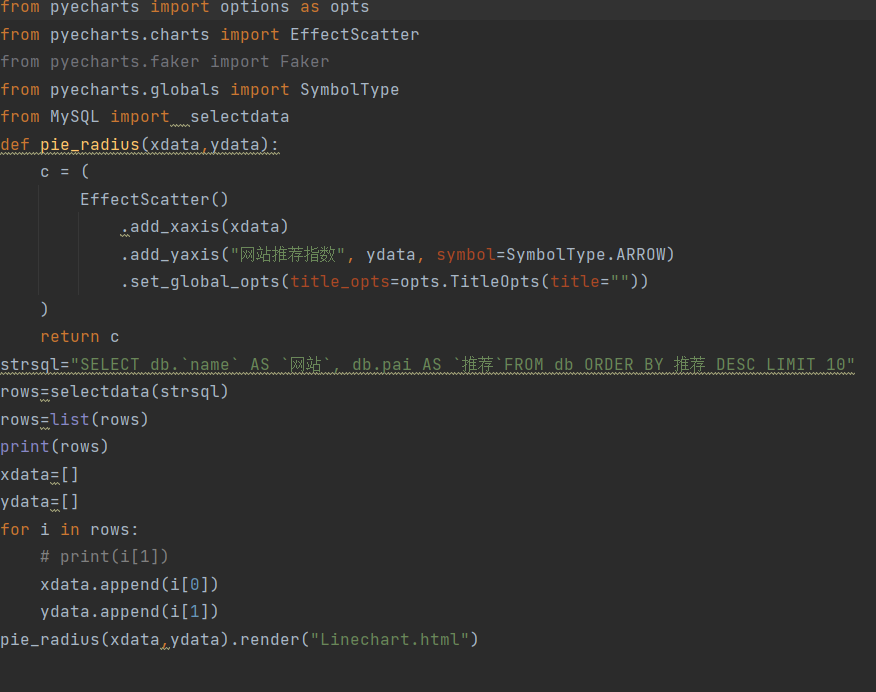 from pyecharts import options as opts
from pyecharts.charts import EffectScatter
from pyecharts.faker import Faker
from pyecharts.globals import SymbolType
from MySQL import  selectdata
def pie_radius(xdata,ydata):
    c = (
        EffectScatter()
            .add_xaxis(xdata)
            .add_yaxis("网站推荐指数", ydata, symbol=SymbolType.ARROW)
            .set_global_opts(title_opts=opts.TitleOpts(title=""))
    )
    return c
strsql="SELECT db.`name` AS `网站`, db.pai AS `推荐`FROM db ORDER BY 推荐 DESC LIMIT 10"
rows=selectdata(strsql)
rows=list(rows)
print(rows)
xdata=[]
ydata=[]
for i in rows:
    # print(i[1])
    xdata.append(i[0])
    ydata.append(i[1])
pie_radius(xdata,ydata).render("Linechart.html")